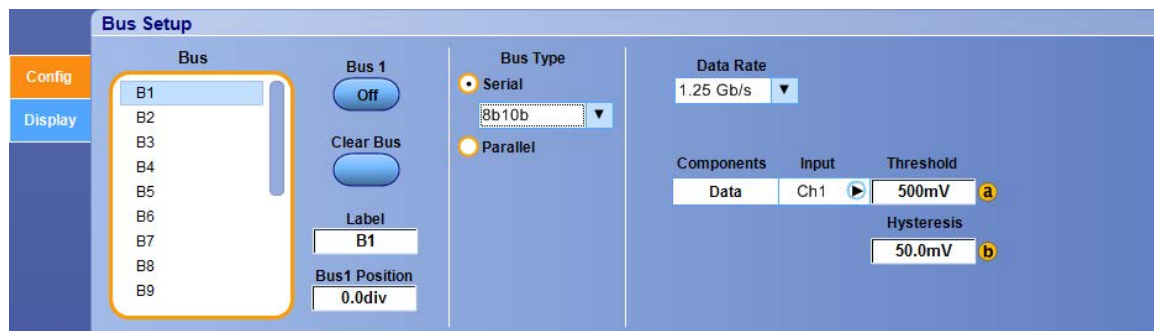 Bus Setup
Config
Display
Bus
B1
B2
B3
B4
B5
B6
B7
B8
B9
Bus 1
Off
Clear Bus
Label
B1
Bus1 Position
0.0div
Bus Type
Serial
8b10b
Parallel
Data Rate
1.25 Gb/s
Components Input Threshold
Data Ch1 500mV a
Hysteresis
50.0mV b